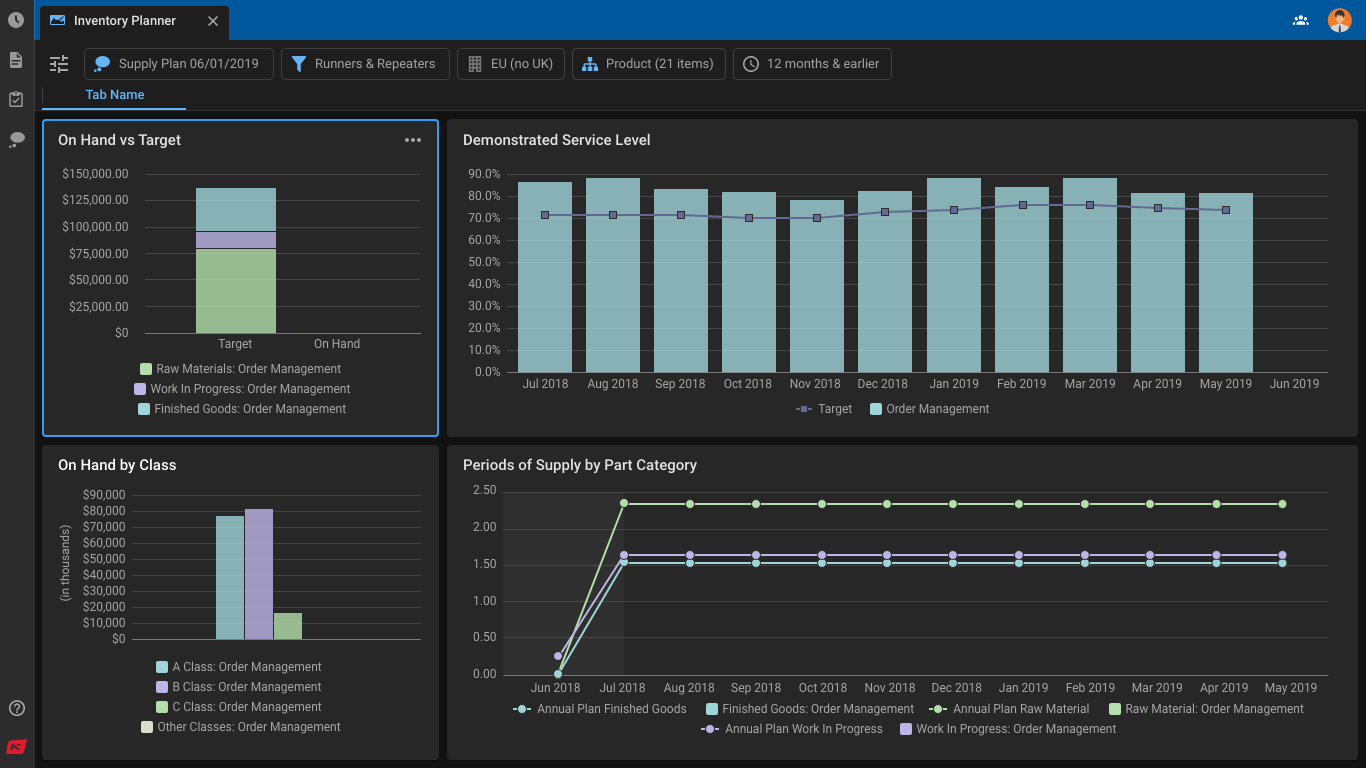 Inventory Planner
Supply Plan 06/01/2019
Runners & Repeaters
EU (no UK)
Product (21 items)
12 months & earlier
Tab Name
On Hand vs Target
$150,000.00
$125,000.00
$100,000.00
$75,000.00
$50,000.00
$25,000.00
$0
Target
On Hand
Raw Materials: Order Management
Work In Progress: Order Management
Finished Goods: Order Management
Demonstrated Service Level
90.0%
80.0%
70.0%
60.0%
50.0%
40.0%
30.0%
20.0%
10.0%
0.0%
Jul 2018
Aug 2018
Sep 2018
Oct 2018
Nov 2018
Dec 2018
Jan 2019
Feb 2019
Mar 2019
Apr 2019
May 2019
Jun 2019
Target
Order Management
On Hand by Class
(in thousands)
$90,000
$80,000
$70,000
$60,000
$50,000
$40,000
$30,000
$20,000
$10,000
$0
A Class: Order Management
B Class: Order Management
C Class: Order Management
Other Classes: Order Management
Periods of Supply by Part Category
2.50
2.00
1.50
1.00
0.50
0.00
Jun 2018
Jul 2018
Aug 2018
Sep 2018
Oct 2018
Nov 2018
Dec 2018
Jan 2019
Feb 2019
Mar 2019
Apr 2019
May 2019
Annual Plan Finished Goods
Finished Goods: Order Management
Annual Plan Raw Material
Raw Material: Order Management
Annual Plan Work In Progress
Work In Progress: Order Management